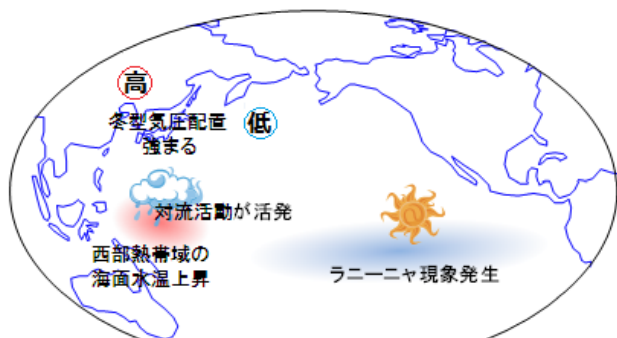 高
低
冬型気圧配置
強まる
対流活動が活発
西部熱帯域の
海面水温上昇
ラニーニャ現象発生